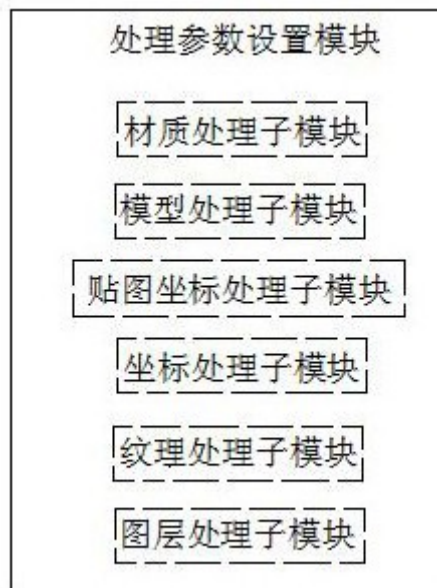 处理参数设置模块
材质处理子模块
模型处理子模块
贴图坐标处理子模块
坐标处理子模块
纹理处理子模块
图层处理子模块